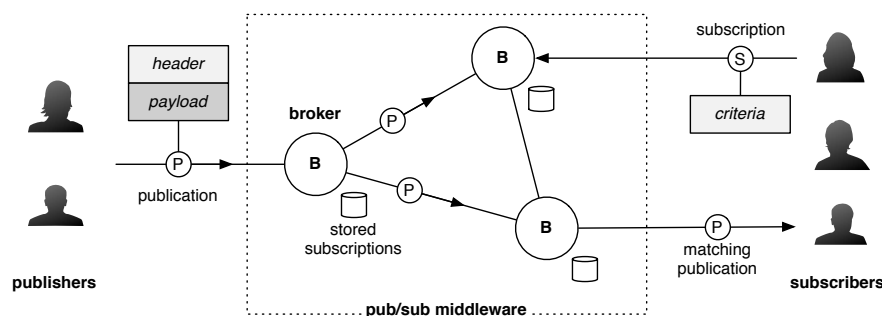 subscription
header
payload
broker
B
S
P
criteria
P
B
publication
P
stored
subscriptions
B
P
matching
publication
publishers
subscribers
pub/sub middleware